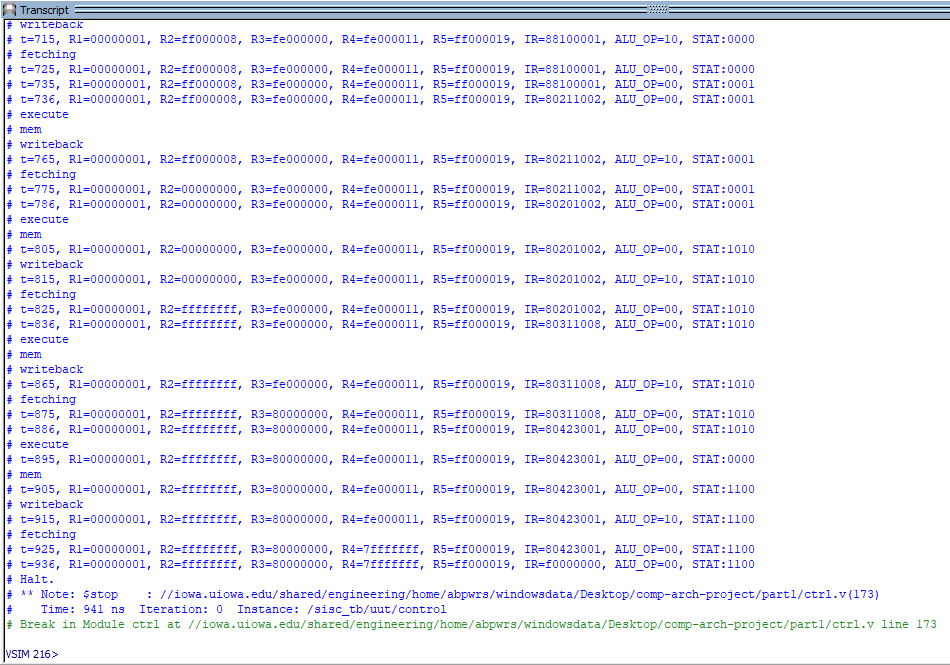 Transcript
# writeback
# t=715, R1=00000001, R2=ff000008, R3=fe000000, R4=fe000011, R5=ff000019, IR=88100001, ALU_OP=10, STAT:0000
# fetching
# t=725, R1=00000001, R2=ff000008, R3=fe000000, R4=fe000011, R5=ff000019, IR=88100001, ALU_OP=00, STAT:0000
# t=735, R1=00000001, R2=ff000008, R3=fe000000, R4=fe000011, R5=ff000019, IR=88100001, ALU_OP=00, STAT:0001
# t=736, R1=00000001, R2=ff000008, R3=fe000000, R4=fe000011, R5=ff000019, IR=80211002, ALU_OP=00, STAT:0001
# execute
# mem
# writeback
# t=765, R1=00000001, R2=ff000008, R3=fe000000, R4=fe000011, R5=ff000019, IR=80211002, ALU_OP=10, STAT:0001
# fetching
# t=775, R1=00000001, R2=00000000, R3=fe000000, R4=fe000011, R5=ff000019, IR=80211002, ALU_OP=00, STAT:0001
# t=786, R1=00000001, R2=00000000, R3=fe000000, R4=fe000011, R5=ff000019, IR=80201002, ALU_OP=00, STAT:0001
# execute
# mem
# t=805, R1=00000001, R2=00000000, R3=fe000000, R4=fe000011, R5=ff000019, IR=80201002, ALU_OP=00, STAT:1010
# writeback
# t=815, R1=00000001, R2=00000000, R3=fe000000, R4=fe000011, R5=ff000019, IR=80201002, ALU_OP=10, STAT:1010
# fetching
# t=825, R1=00000001, R2=ffffffff, R3=fe000000, R4=fe000011, R5=ff000019, IR=80201002, ALU_OP=00, STAT:1010
# t=836, R1=00000001, R2=ffffffff, R3=fe000000, R4=fe000011, R5=ff000019, IR=80311008, ALU_OP=00, STAT:1010
# execute
# mem
# writeback
# t=865, R1=00000001, R2=ffffffff, R3=fe000000, R4=fe000011, R5=ff000019, IR=80311008, ALU_OP=10, STAT:1010
# fetching
# t=875, R1=00000001, R2=ffffffff, R3=80000000, R4=fe000011, R5=ff000019, IR=80311008, ALU_OP=00, STAT:1010
# t=886, R1=00000001, R2=ffffffff, R3=80000000, R4=fe000011, R5=ff000019, IR=80423001, ALU_OP=00, STAT:1010
# execute
# t=895, R1=00000001, R2=ffffffff, R3=80000000, R4=fe000011, R5=ff000019, IR=80423001, ALU_OP=00, STAT:0000
# mem
# t=905, R1=00000001, R2=ffffffff, R3=80000000, R4=fe000011, R5=ff000019, IR=80423001, ALU_OP=00, STAT:1100
# writeback
# t=915, R1=00000001, R2=ffffffff, R3=80000000, R4=fe000011, R5=ff000019, IR=80423001, ALU_OP=10, STAT:1100
# fetching
# t=925, R1=00000001, R2=ffffffff, R3=80000000, R4=7fffffff, R5=ff000019, IR=80423001, ALU_OP=00, STAT:1100
# t=936, R1=00000001, R2=ffffffff, R3=80000000, R4=7fffffff, R5=ff000019, IR=f0000000, ALU_OP=00, STAT:1100
# Halt.
# ** Note: $stop    : //iowa.uiowa.edu/shared/engineering/home/abpwrs/windowsdata/Desktop/comp-arch-project/part1/ctrl.v(173)
#    Time: 941 ns  Iteration: 0  Instance: /sisc_tb/uut/control
# Break in Module ctrl at //iowa.uiowa.edu/shared/engineering/home/abpwrs/windowsdata/Desktop/comp-arch-project/part1/ctrl.v line 173
VSIM 216>